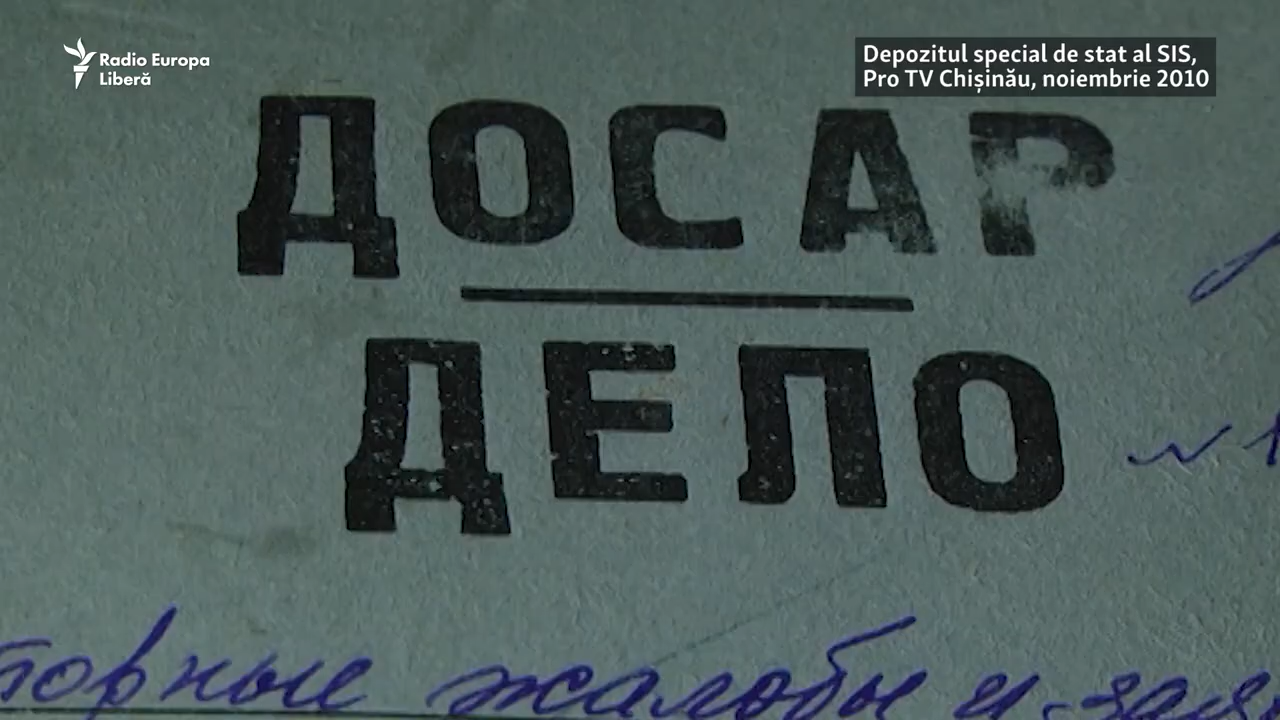 Radio Europa
Liberă
Depozitul special de stat al SIS,
Pro TV Chișinău, noiembrie 2010
ДОСАР
ДЕЛО
жалобы и